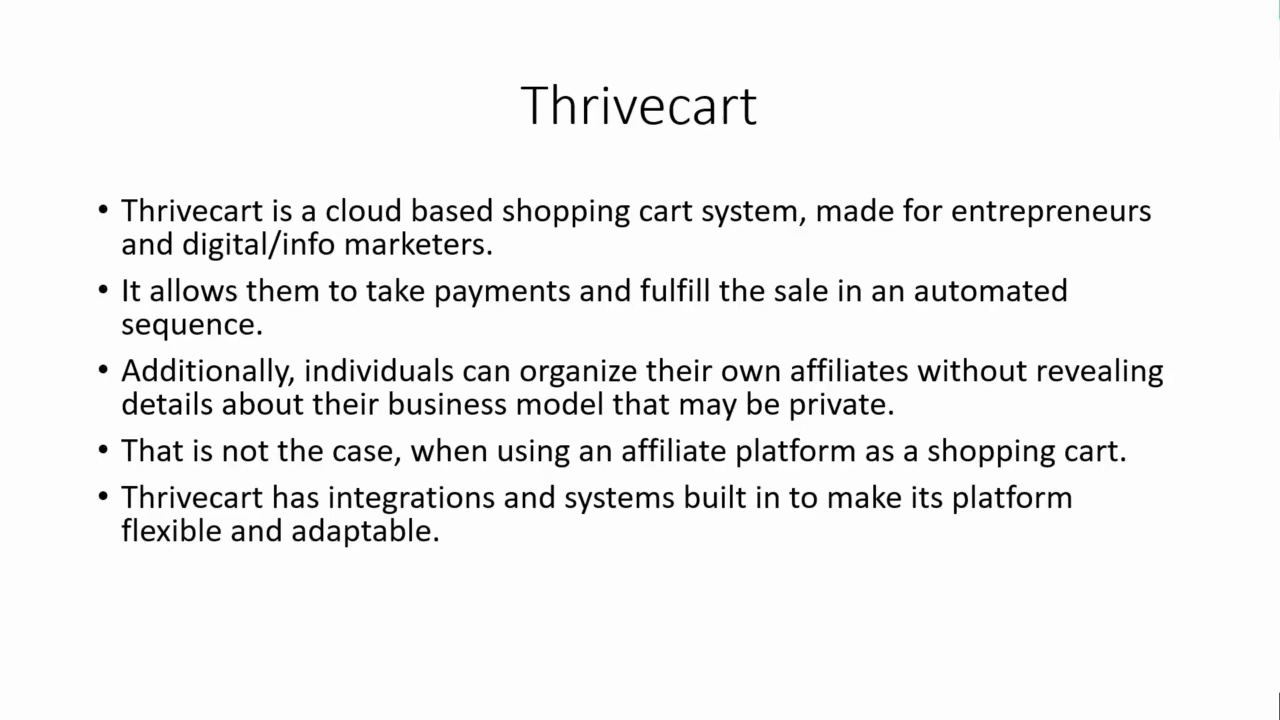 Thrivecart
• Thrivecart is a cloud based shopping cart system, made for entrepreneurs
and digital/info marketers.
• It allows them to take payments and fulfill the sale in an automated
sequence.
• Additionally, individuals can organize their own affiliates without revealing
details about their business model that may be private.
• That is not the case, when using an affiliate platform as a shopping cart.
• Thrivecart has integrations and systems built in to make its platform
flexible and adaptable.